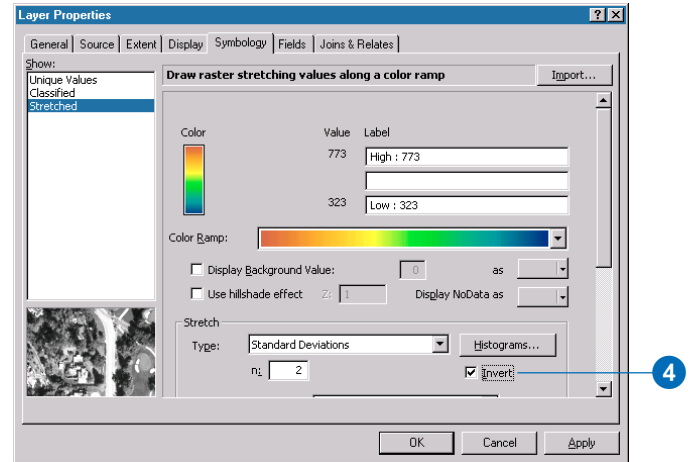 Layer Properties
General Source Extent Display Symbology Fields Joins & Relates
Show:
Unique Values
Classified
Stretched
Draw raster stretching values along a color ramp
Import...
Color Value Label
773 High : 773
323 Low : 323
Color Ramp:
Display Background Value: 0 as
Use hillshade effect Z: 1 Display NoData as
Stretch
Type: Standard Deviations Histograms...
n: 2 Invert
4
OK Cancel Apply